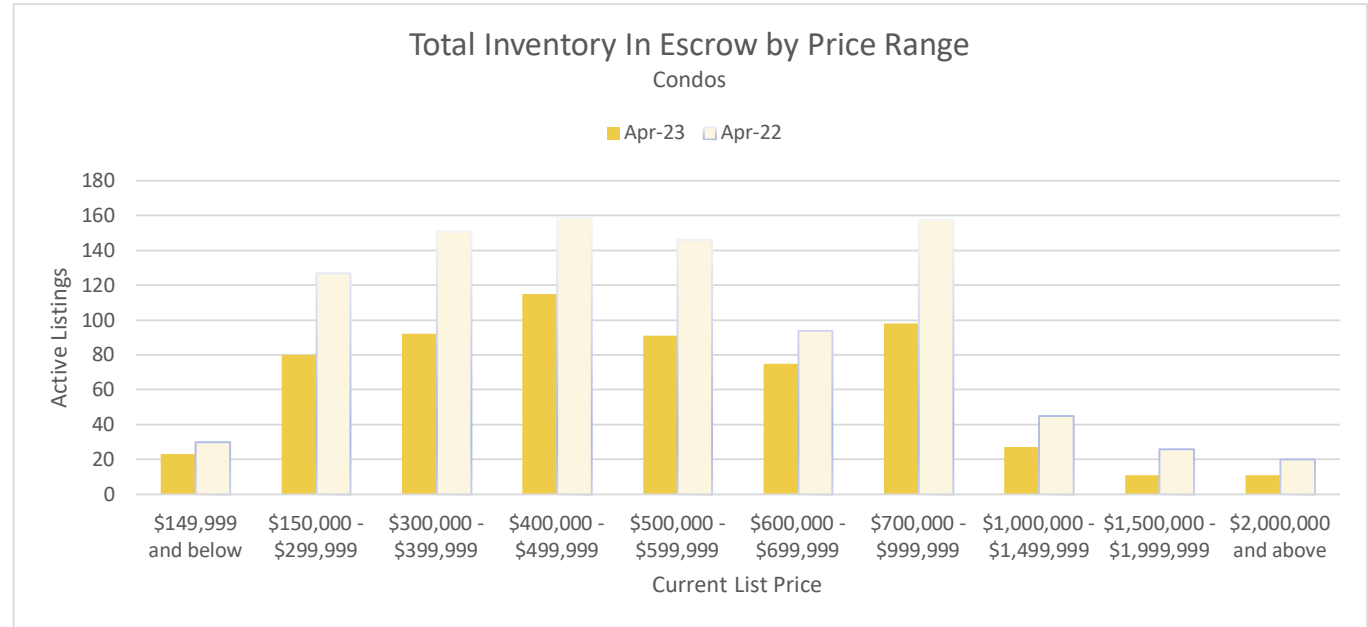 Total Inventory In Escrow by Price Range
Condos
Apr-23 Apr-22
Active Listings
180
160
140
120
100
80
60
40
20
0
$149,999 $150,000 - $300,000 - $400,000 - $500,000 - $600,000 - $700,000 - $1,000,000 - $1,500,000 - $2,000,000
and below $299,999 $399,999 $499,999 $599,999 $699,999 $999,999 $1,499,999 $1,999,999 and above
Current List Price